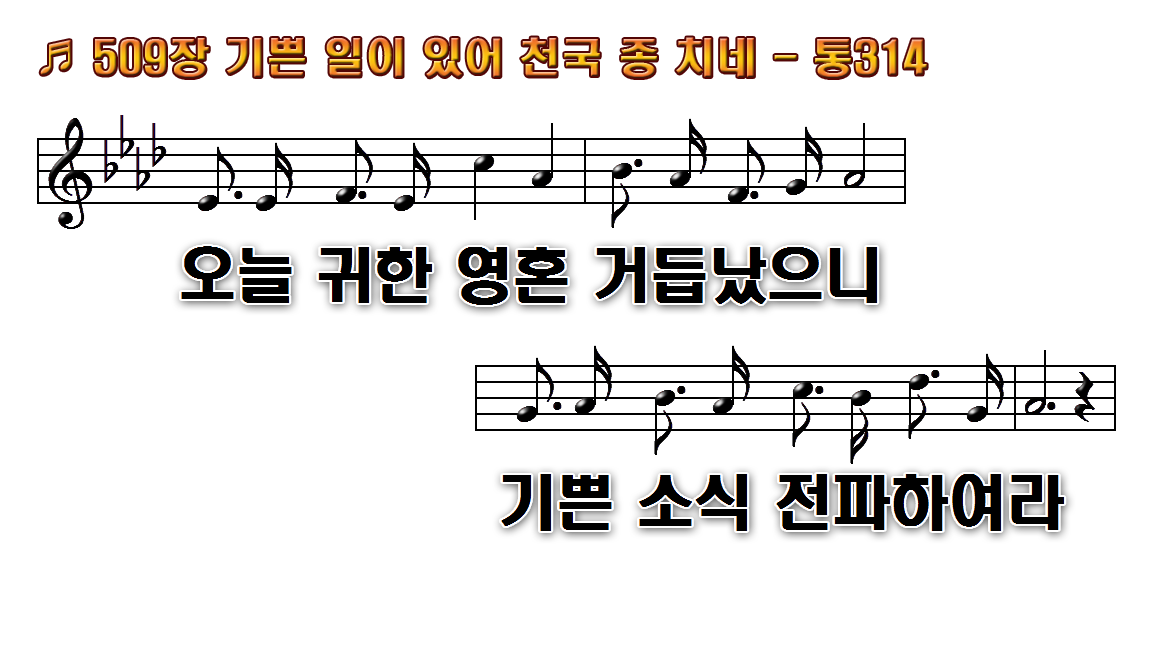 ♬ 509장 기쁜 일이 있어 천국 종 치네 - 통314
오늘 귀한 영혼 거듭났으니
기쁜 소식 전파하여라